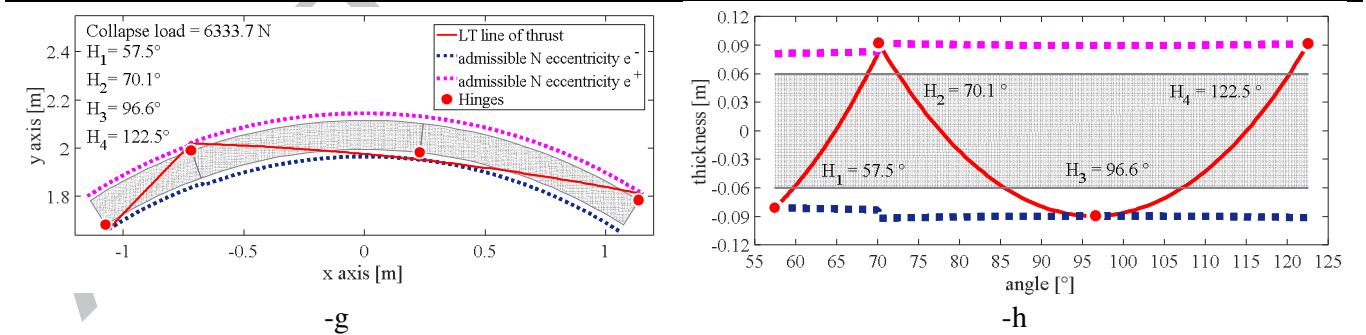 Collapse load = 6333.7 N
H1 = 57.5°
H2 = 70.1°
H3 = 96.6°
H4 = 122.5°
LT line of thrust
admissible N eccentricity e-
admissible N eccentricity e+
Hinges
y axis [m]
2.4
2.2
2
1.8
-1
-0.5
0
0.5
1
x axis [m]
-g
thickness [m]
0.12
0.09
0.06
0.03
0
-0.03
-0.06
-0.09
-0.12
H2 = 70.1 °
H4 = 122.5°
H1 = 57.5 °
H3 = 96.6 °
55
60
65
70
75
80
85
90
95
100
105
110
115
120
125
angle [°]
-h